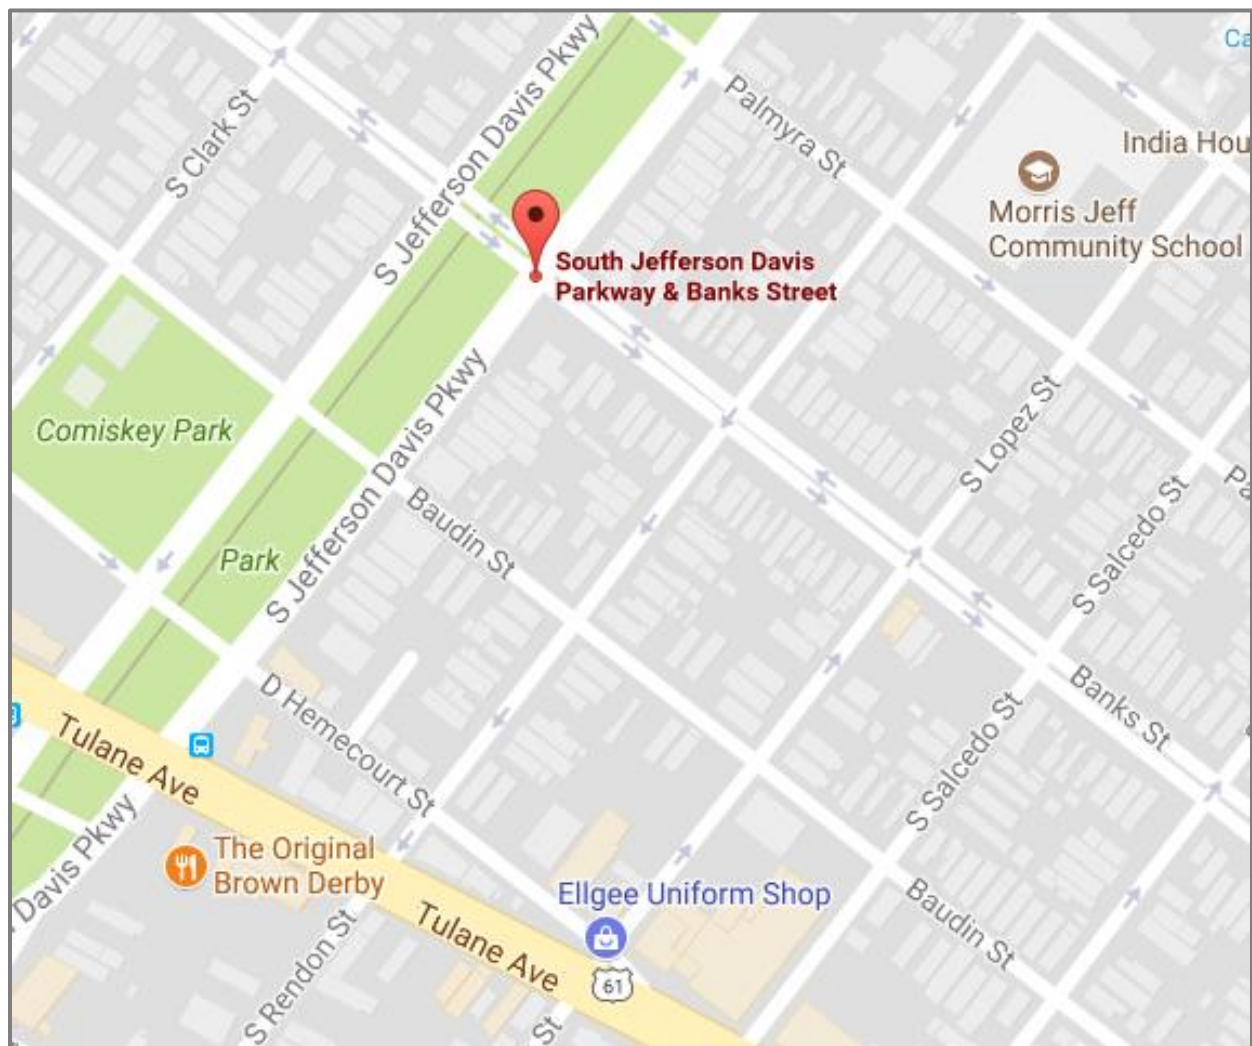 Ca
S Jefferson Davis Pkwy
Palmyra St
S Clark St
India Hou
Morris Jeff
Community School
South Jefferson Davis
Parkway & Banks Street
Comiskey Park
S Jefferson Davis Pkwy
S Lopez St
Pa
Baudin St
Park
S Salcedo St
D Hemecourt St
Banks St
Tulane Ave
S Salcedo St
The Original
Brown Derby
Davis Pkwy
Ellgee Uniform Shop
Baudin St
Tulane Ave
S Rendon St
61
St